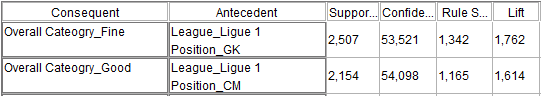 Consequent Antecedent Suppor... Confide... Rule S... Lift
Overall Cateogry_Fine League_Ligue 1 2,507 53,521 1,342 1,762
Position_GK
Overall Cateogry_Good League_Ligue 1 2,154 54,098 1,165 1,614
Position_CM